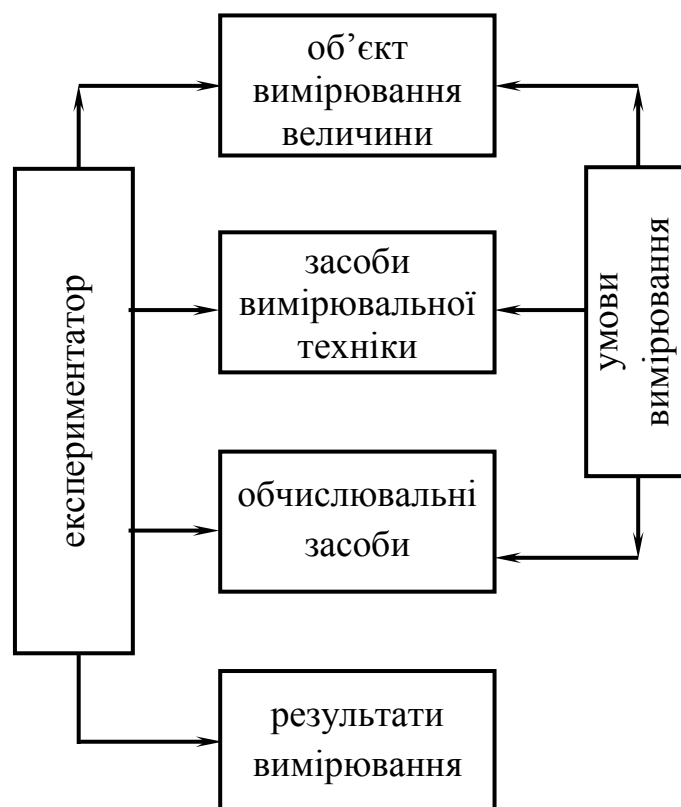 об’єкт
вимірювання
величини
експериментатор
засоби
вимірювальної
техніки
умови
вимірювання
обчислювальні
засоби
результати
вимірювання